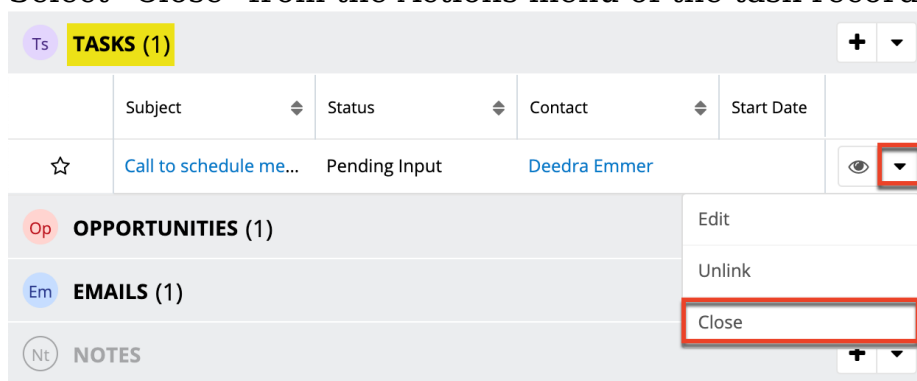 Select "Close" from the Actions menu of the task record
Ts TASKS (1)
Subject Status Contact Start Date
Call to schedule me... Pending Input Deedra Emmer
Op OPPORTUNITIES (1)
Edit
Unlink
Em EMAILS (1)
Close
Nt NOTES